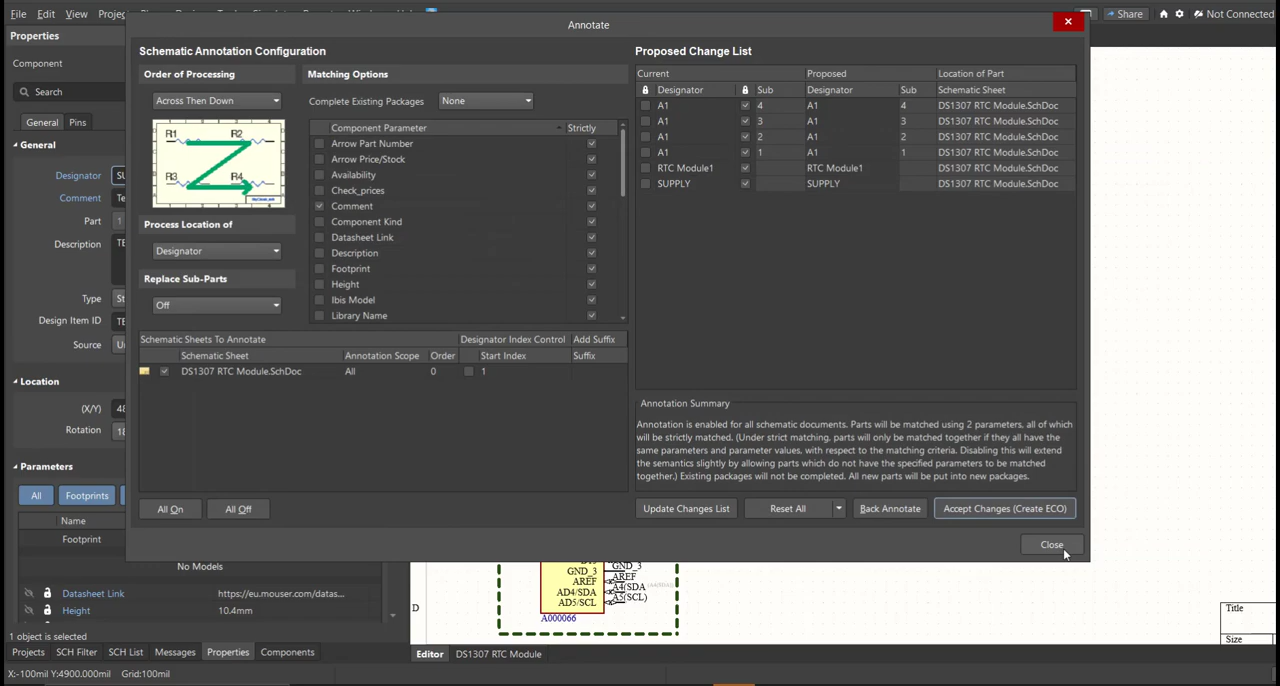 File Edit View Project
Share Not Connected
Annotate
Properties
Component
Search
General Pins
General
Designator SU
Comment Te
Part 1
Description TE
Type St
Design Item ID TE
Source Un
Location
(X/Y) 48
Rotation 18
Parameters
All Footprints
Name
Footprint
No Models
Datasheet Link https://eu.mouser.com/datas...
Height 10.4mm
1 object is selected
Projects SCH Filter SCH List Messages Properties Components
X:-100mil Y:4900.000mil Grid:100mil
Schematic Annotation Configuration
Order of Processing
Across Then Down
R1 R2
R3 R4
Process Location of
Designator
Replace Sub-Parts
Off
Matching Options
Complete Existing Packages None
Component Parameter Strictly
Arrow Part Number
Arrow Price/Stock
Availability
Check_prices
Comment
Component Kind
Datasheet Link
Description
Footprint
Height
Ibis Model
Library Name
Schematic Sheets To Annotate Designator Index Control Add Suffix
Schematic Sheet Annotation Scope Order Start Index Suffix
DS1307 RTC Module.SchDoc All 0 1
All On All Off
Proposed Change List
Current Proposed Location of Part
Designator Sub Designator Sub Schematic Sheet
A1 4 A1 4 DS1307 RTC Module.SchDoc
A1 3 A1 3 DS1307 RTC Module.SchDoc
A1 2 A1 2 DS1307 RTC Module.SchDoc
A1 1 A1 1 DS1307 RTC Module.SchDoc
RTC Module1 RTC Module1 DS1307 RTC Module.SchDoc
SUPPLY SUPPLY DS1307 RTC Module.SchDoc
Annotation Summary
Annotation is enabled for all schematic documents. Parts will be matched using 2 parameters, all of which
will be strictly matched. (Under strict matching, parts will only be matched together if they all have the
same parameters and parameter values, with respect to the matching criteria. Disabling this will extend
the semantics slightly by allowing parts which do not have the specified parameters to be matched
together.) Existing packages will not be completed. All new parts will be put into new packages.
Update Changes List Reset All Back Annotate Accept Changes (Create ECO)
Close
GND_3 GND_3
AREF AREF
AD4/SDA A4(SDA
AD5/SCL A5(SCL)
A000066
D
Title
Size
Editor DS1307 RTC Module